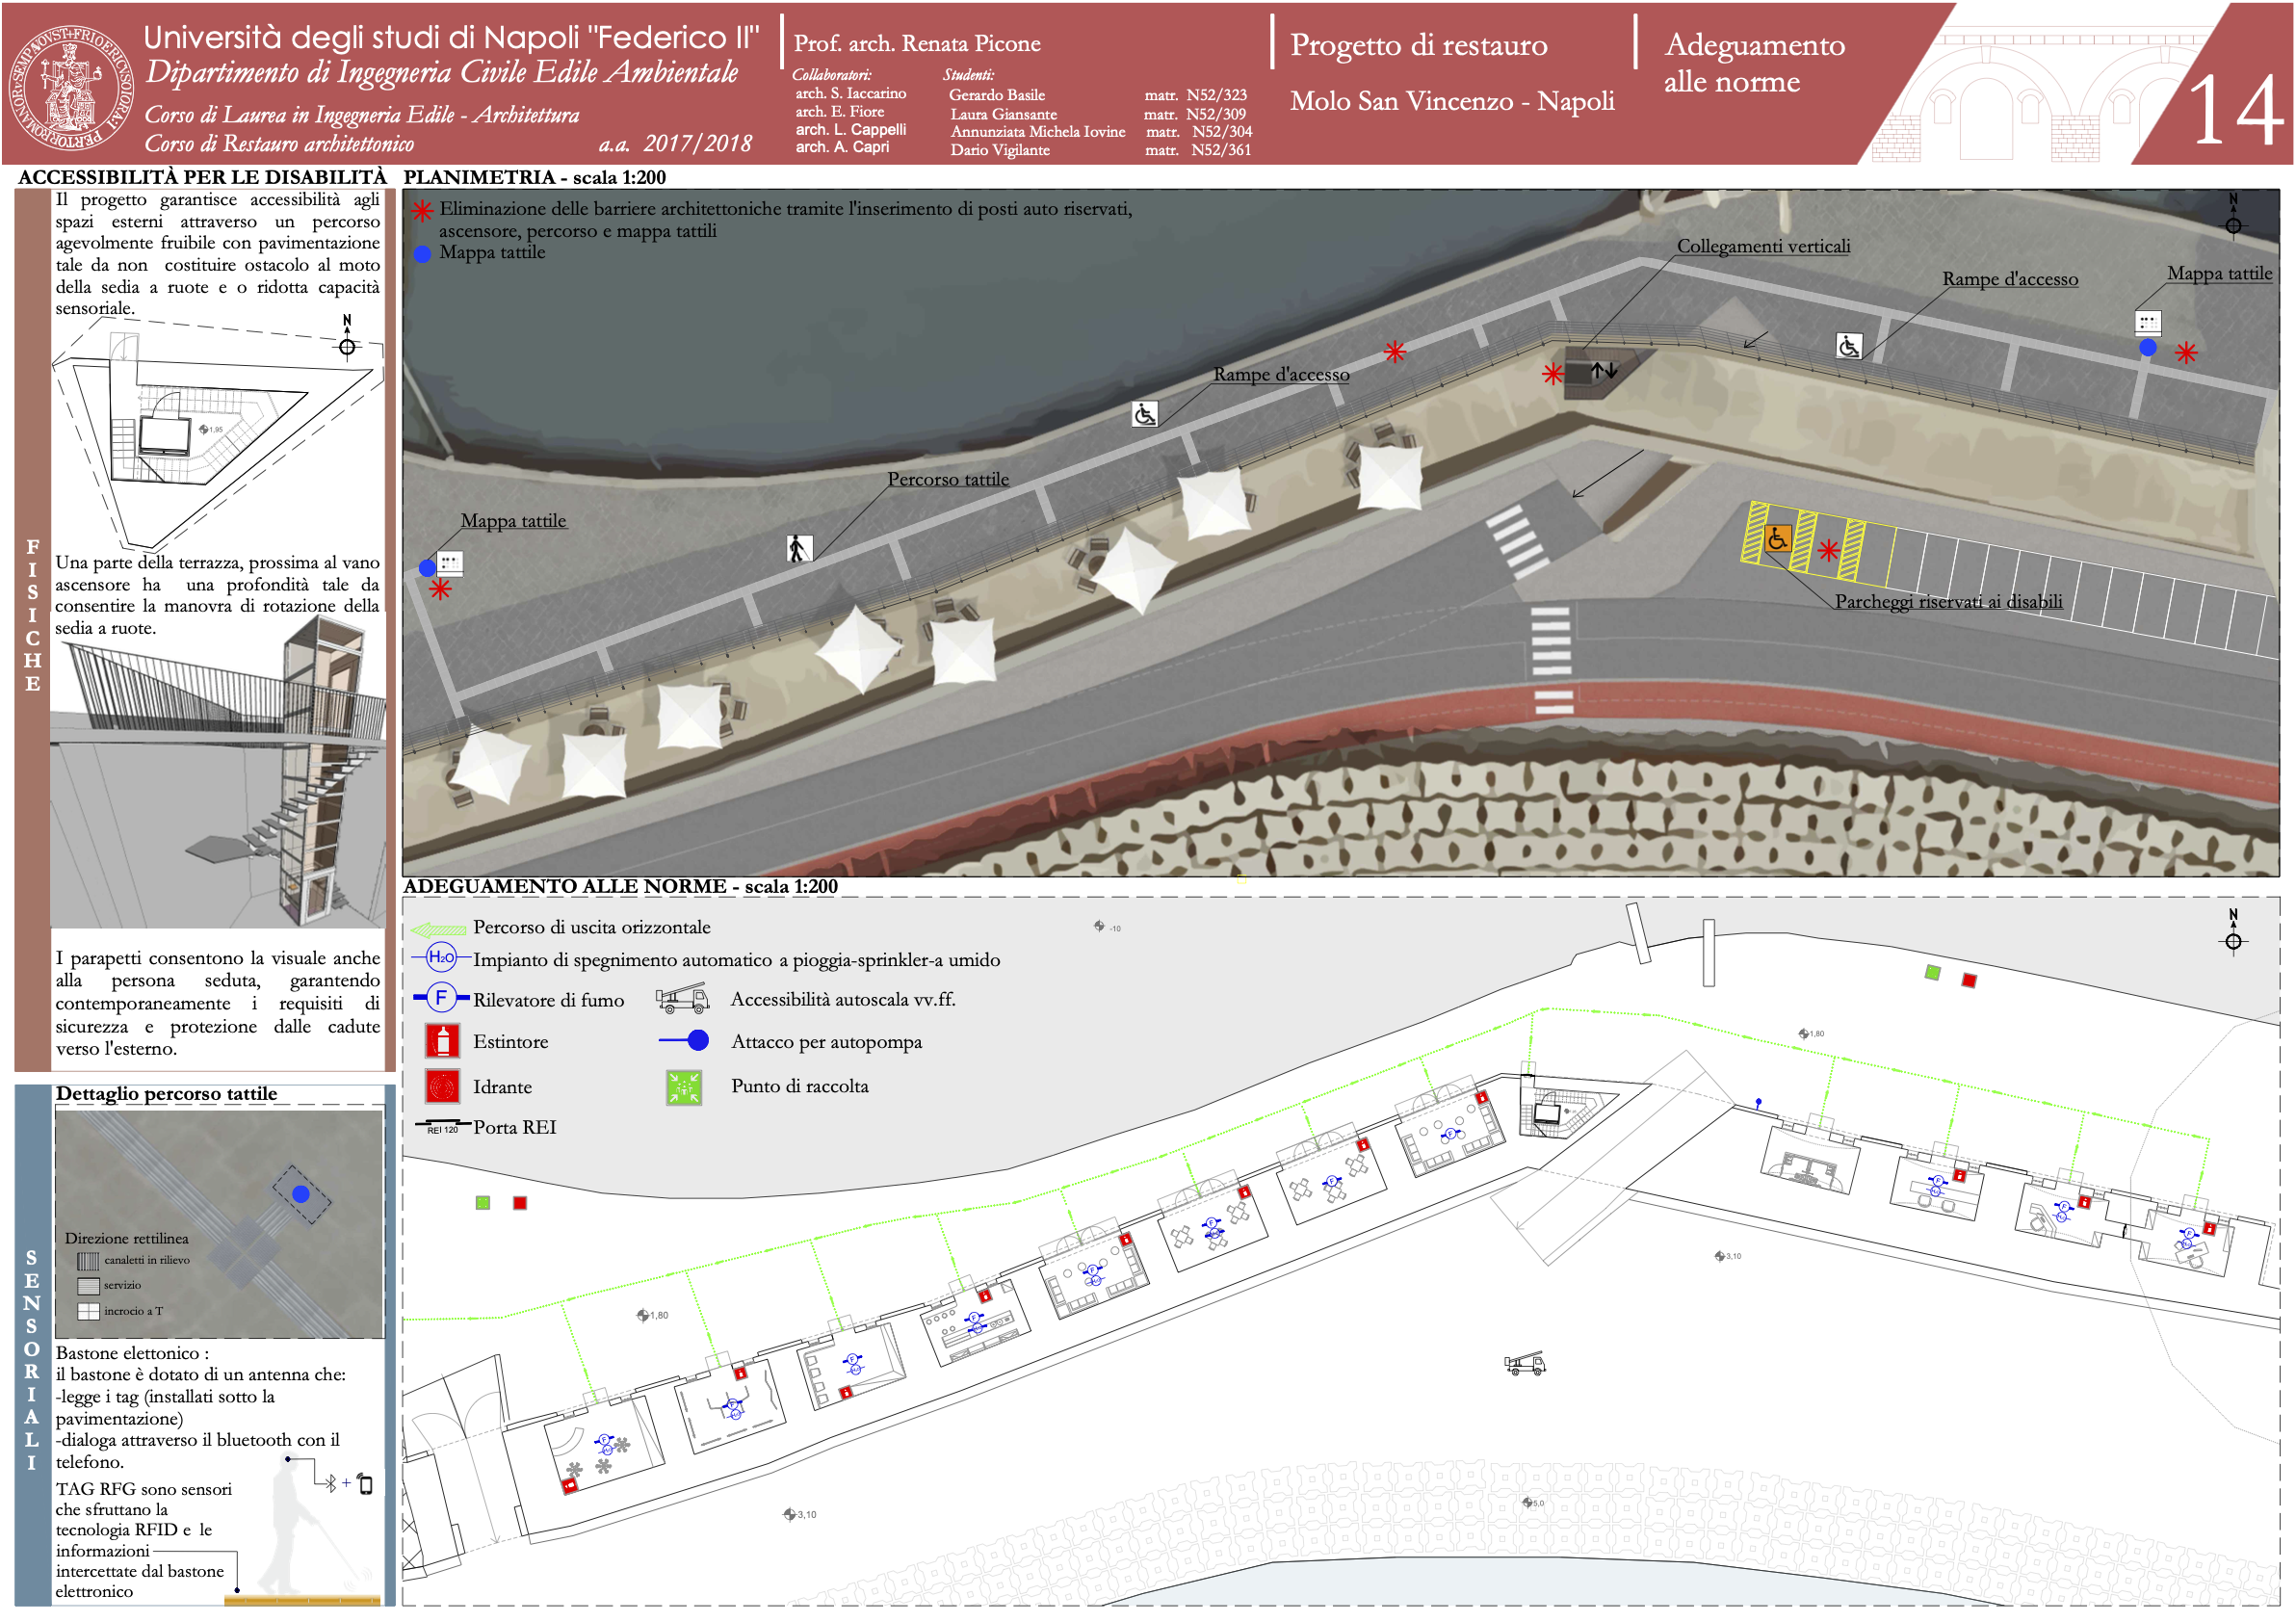 Università degli studi di Napoli "Federico II"
Dipartimento di Ingegneria Civile Edile Ambientale
Corso di Laurea in Ingegneria Edile - Architettura
Corso di Restauro architettonico a.a. 2017/2018
Prof. arch. Renata Picone
Collaboratori:
arch. S. Iaccarino
arch. E. Fiore
arch. L. Cappelli
arch. A. Capri
Studenti:
Gerardo Basile matr. N52/323
Laura Giansante matr. N52/309
Annunziata Michela Iovine matr. N52/304
Dario Vigilante matr. N52/361
Progetto di restauro
Molo San Vincenzo - Napoli
Adeguamento
alle norme
14
ACCESSIBILITÀ PER LE DISABILITÀ
FISICHE
Il progetto garantisce accessibilità agli
spazi esterni attraverso un percorso
agevolmente fruibile con pavimentazione
tale da non costituire ostacolo al moto
della sedia a ruote e o ridotta capacità
sensoriale.
N
1,95
Una parte della terrazza, prossima al vano
ascensore ha una profondità tale da
consentire la manovra di rotazione della
sedia a ruote.
I parapetti consentono la visuale anche
alla persona seduta, garantendo
contemporaneamente i requisiti di
sicurezza e protezione dalle cadute
verso l'esterno.
SENSORIALI
Dettaglio percorso tattile
Direzione rettilinea
canaletti in rilievo
servizio
incrocio a T
Bastone elettonico :
il bastone è dotato di un antenna che:
-legge i tag (installati sotto la
pavimentazione)
-dialoga attraverso il bluetooth con il
telefono.
+
TAG RFG sono sensori
che sfruttano la
tecnologia RFID e le
informazioni
intercettate dal bastone
elettronico
PLANIMETRIA - scala 1:200
Eliminazione delle barriere architettoniche tramite l'inserimento di posti auto riservati,
ascensore, percorso e mappa tattili
Mappa tattile
N
Collegamenti verticali
Rampe d'accesso
Mappa tattile
Rampe d'accesso
Percorso tattile
Mappa tattile
Parcheggi riservati ai disabili
ADEGUAMENTO ALLE NORME - scala 1:200
Percorso di uscita orizzontale
H2O Impianto di spegnimento automatico a pioggia-sprinkler-a umido
F Rilevatore di fumo
Accessibilità autoscala vv.ff.
Estintore
Attacco per autopompa
Idrante
Punto di raccolta
REI 120 Porta REI
-10
N
1,80
3,10
1,80
3,10
5,0